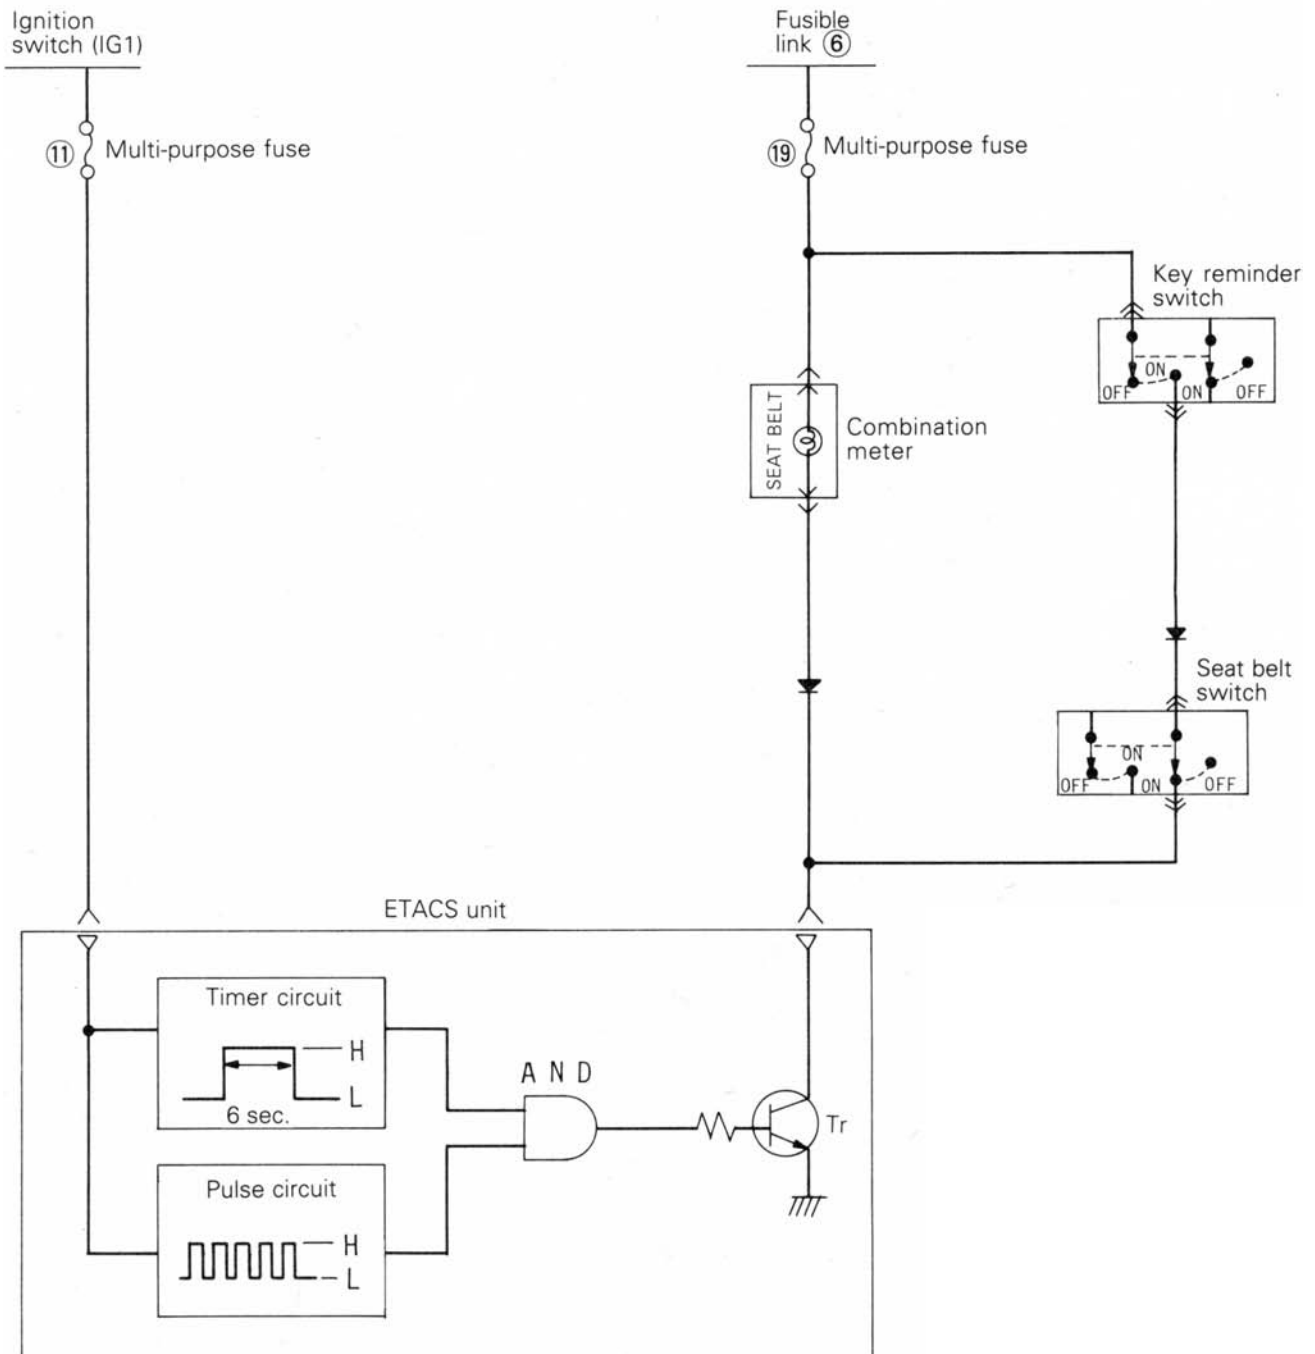 Ignition
switch (IG1)
Fusible
link ⑥
⑪ Multi-purpose fuse
⑲ Multi-purpose fuse
Key reminder
switch
ON
OFF ON OFF
SEAT BELT
Combination
meter
Seat belt
switch
ON
OFF ON OFF
ETACS unit
Timer circuit
H
L
6 sec.
AND
Tr
Pulse circuit
H
L